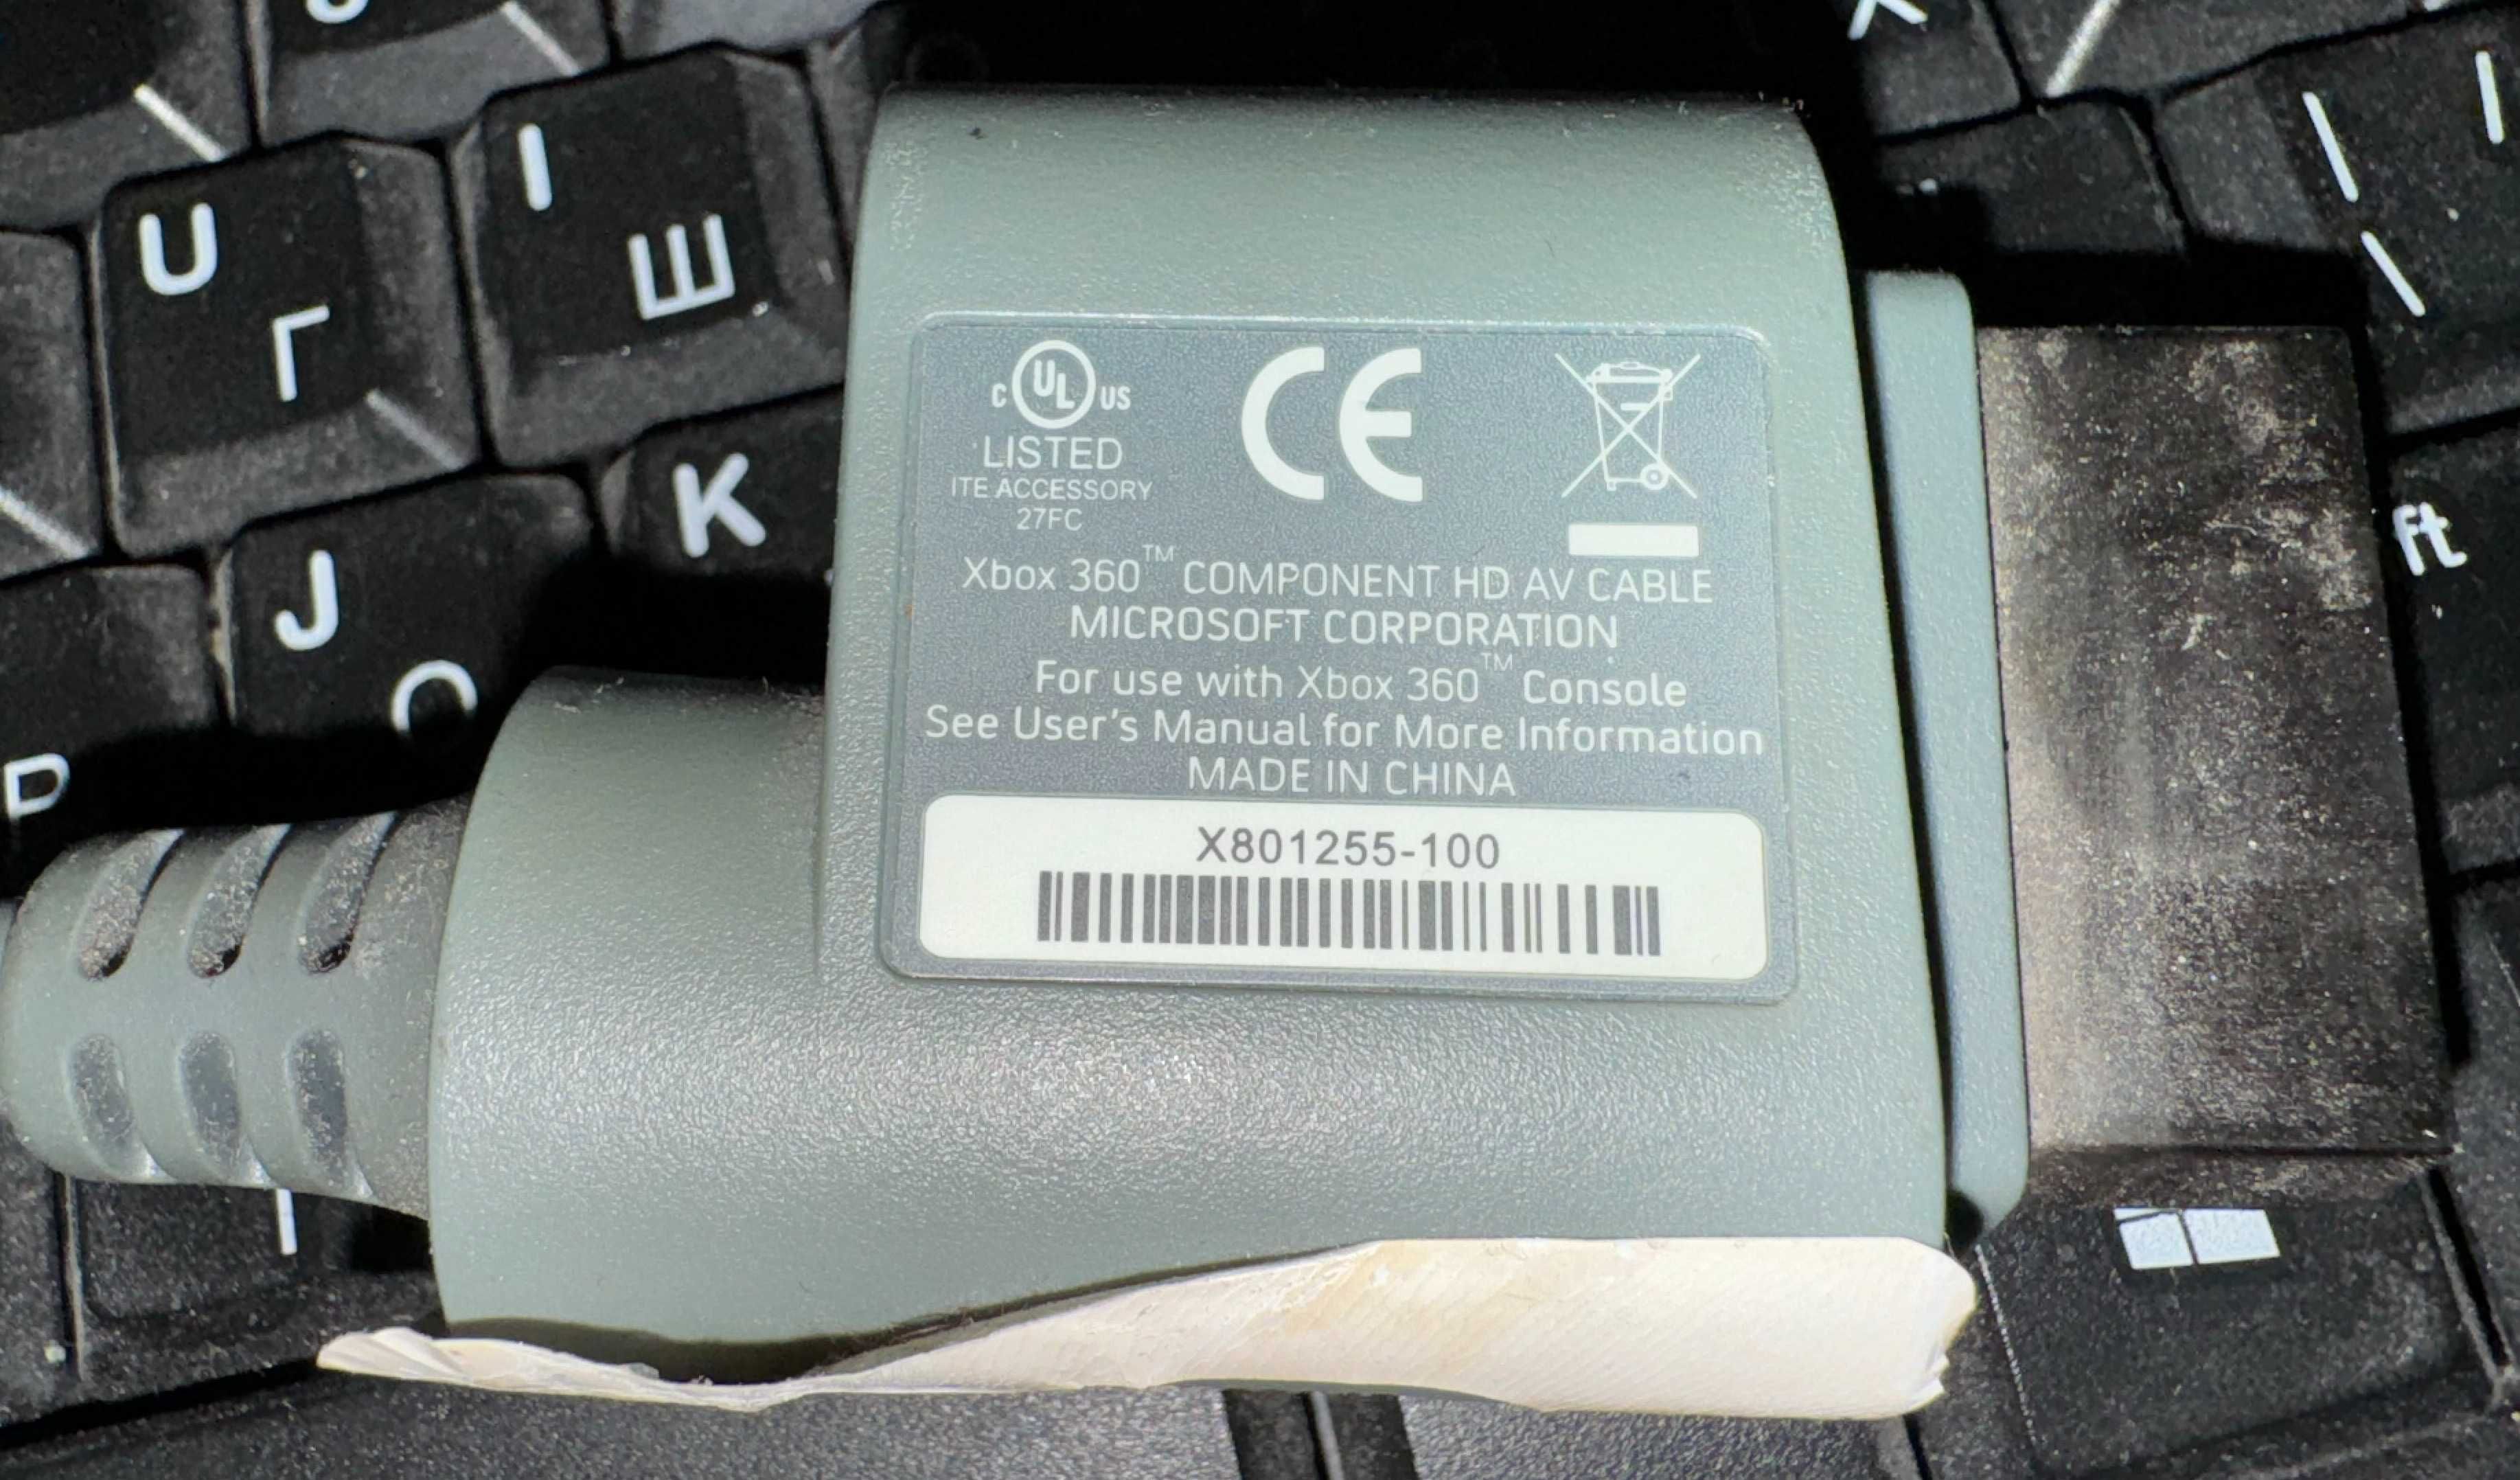 U
Г
I
Ш
J
О
K
ft
C UL US
LISTED
ITE ACCESSORY
27FC
CE
Xbox 360™ COMPONENT HD AV CABLE
MICROSOFT CORPORATION
For use with Xbox 360™ Console
See User's Manual for More Information
MADE IN CHINA
X801255-100